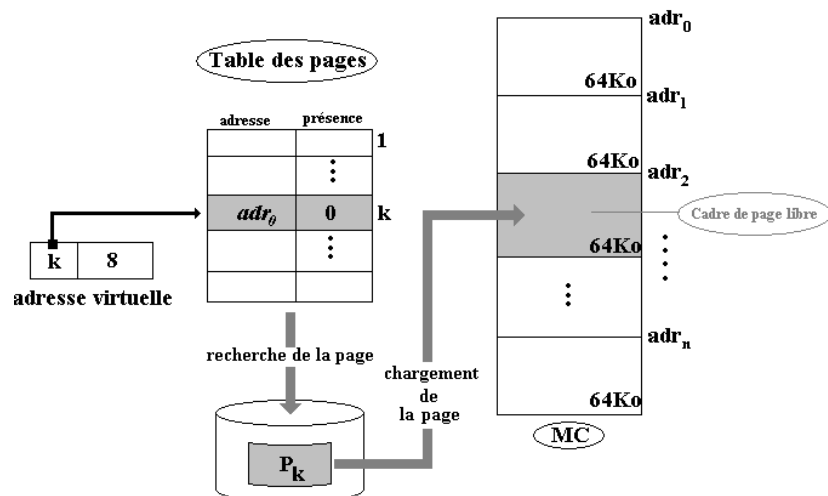 Table des pages
adresse présence
1
adr₀ 0 k
k 8
adresse virtuelle
recherche de la page
Pk
chargement
de
la page
adr₀
64Ko adr₁
64Ko adr₂
Cadre de page libre
64Ko
adrₙ
64Ko
MC